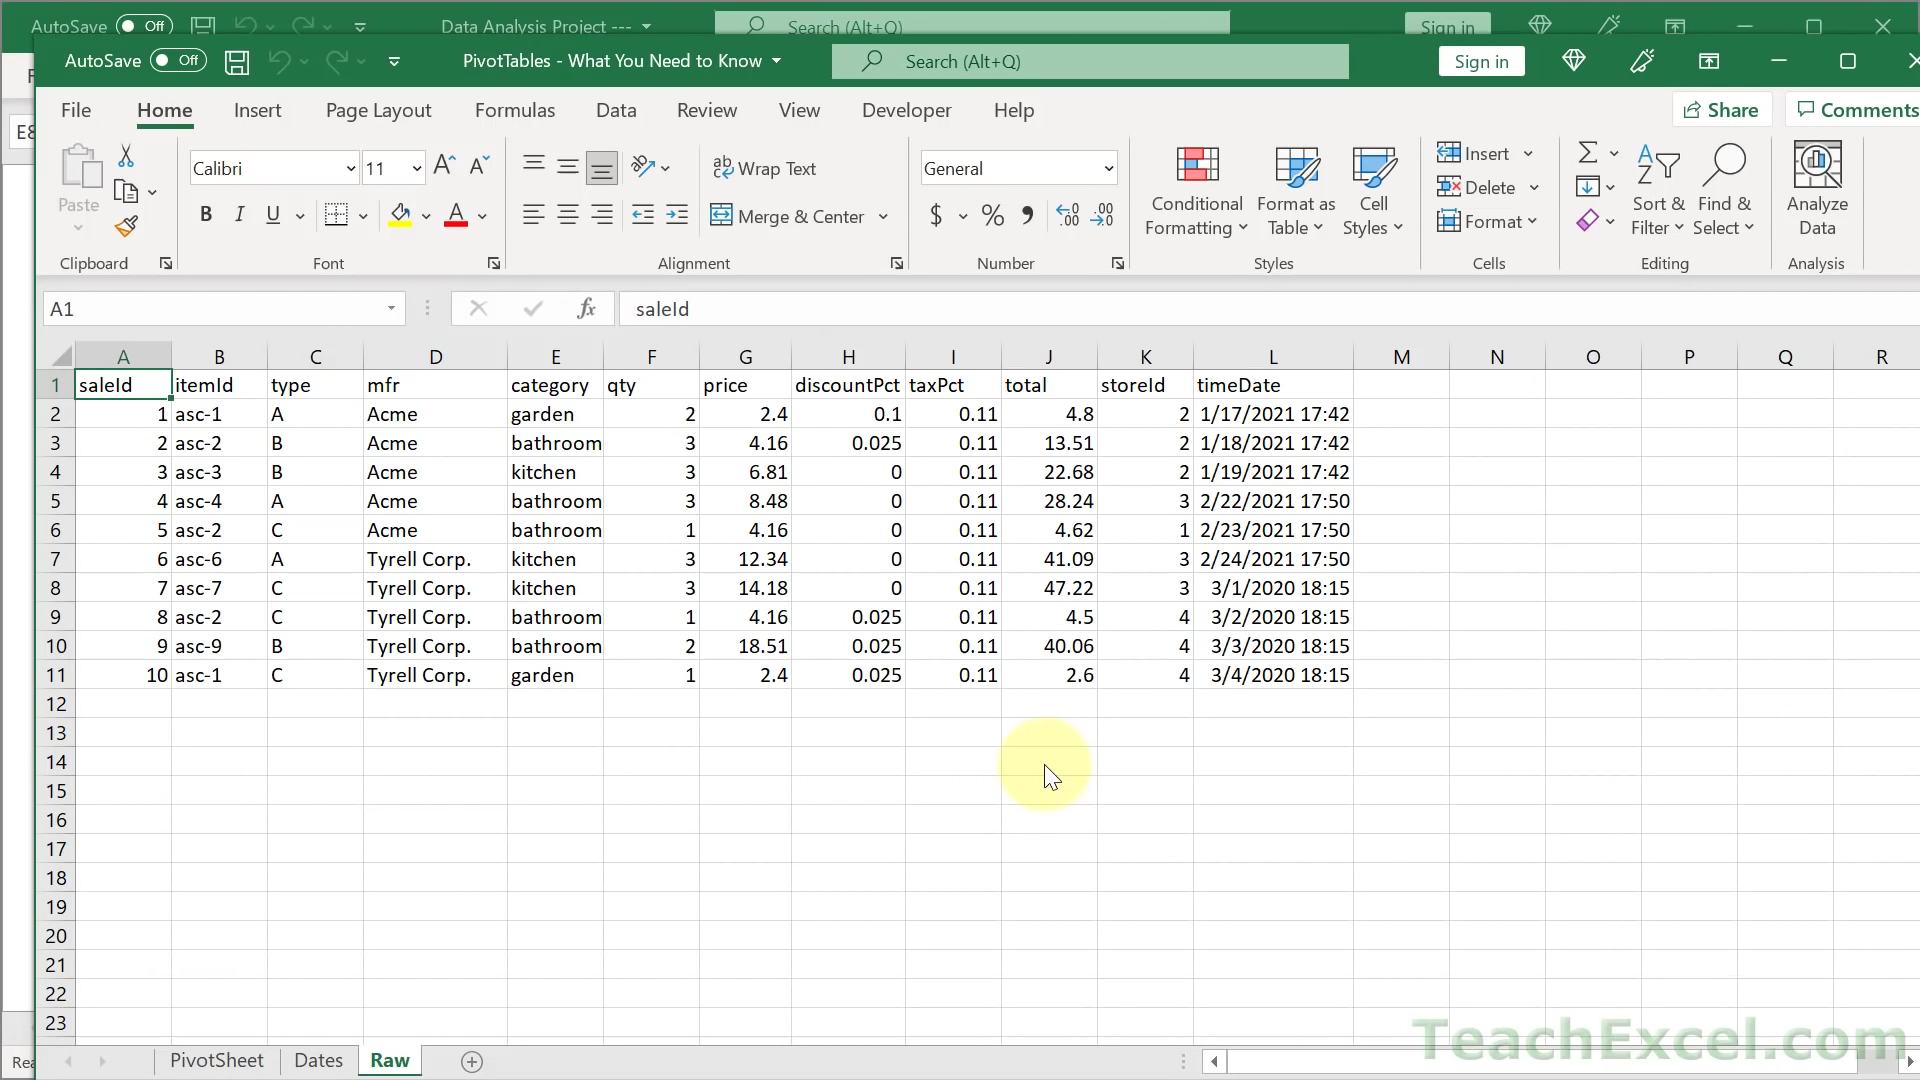 AutoSave Off Data Analysis Project --- Search (Alt+Q) Sign in
AutoSave Off PivotTables - What You Need to Know Search (Alt+Q) Sign in
File Home Insert Page Layout Formulas Data Review View Developer Help Share Comments
Paste
Clipboard
Calibri 11
B I U A
Font
ab Wrap Text
Merge & Center
Alignment
General
$ % 9 .00
Number
Conditional Formatting
Format as Table
Cell Styles
Styles
Insert
Delete
Format
Cells
Sort & Filter
Find & Select
Editing
Analyze Data
Analysis
A1 fx saleId
A B C D E F G H I J K L M N O P Q R
1 saleId itemId type mfr category qty price discountPct taxPct total storeId timeDate
2 1 asc-1 A Acme garden 2 2.4 0.1 0.11 4.8 2 1/17/2021 17:42
3 2 asc-2 B Acme bathroom 3 4.16 0.025 0.11 13.51 2 1/18/2021 17:42
4 3 asc-3 B Acme kitchen 3 6.81 0 0.11 22.68 2 1/19/2021 17:42
5 4 asc-4 A Acme bathroom 3 8.48 0 0.11 28.24 3 2/22/2021 17:50
6 5 asc-2 C Acme bathroom 1 4.16 0 0.11 4.62 1 2/23/2021 17:50
7 6 asc-6 A Tyrell Corp. kitchen 3 12.34 0 0.11 41.09 3 2/24/2021 17:50
8 7 asc-7 C Tyrell Corp. kitchen 3 14.18 0 0.11 47.22 3 3/1/2020 18:15
9 8 asc-2 C Tyrell Corp. bathroom 1 4.16 0.025 0.11 4.5 4 3/2/2020 18:15
10 9 asc-9 B Tyrell Corp. bathroom 2 18.51 0.025 0.11 40.06 4 3/3/2020 18:15
11 10 asc-1 C Tyrell Corp. garden 1 2.4 0.025 0.11 2.6 4 3/4/2020 18:15
12
13
14
15
16
17
18
19
20
21
22
23
PivotSheet Dates Raw
TeachExcel.com